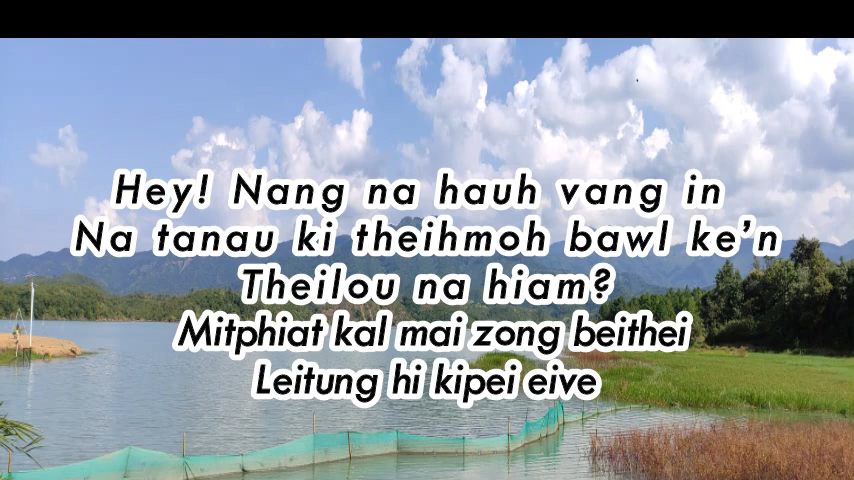 Hey! Nang na hauh vang in
Na tanau ki theihmoh bawl ke'n
Theilou na hiam?
Mitphiat kal mai zong beithei
Leitung hi kipei eive